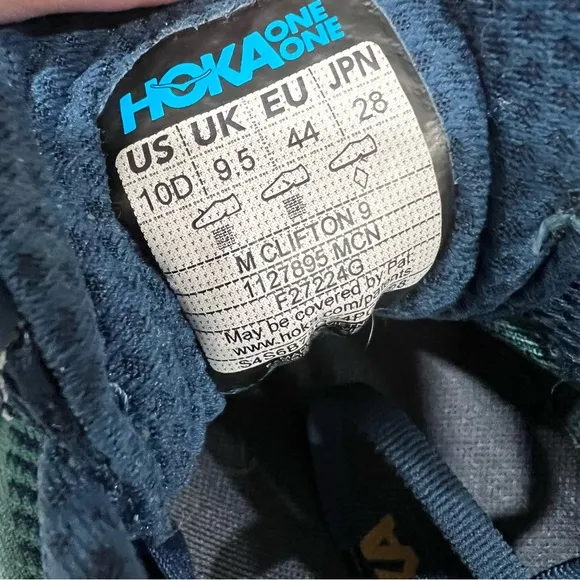 HOKA ONE ONE
US UK EU JPN
10D 9.5 44 28
M CLIFTON 9
1127895 MCN
F27224G
May be covered by Pat.
www.hoka.com/patents